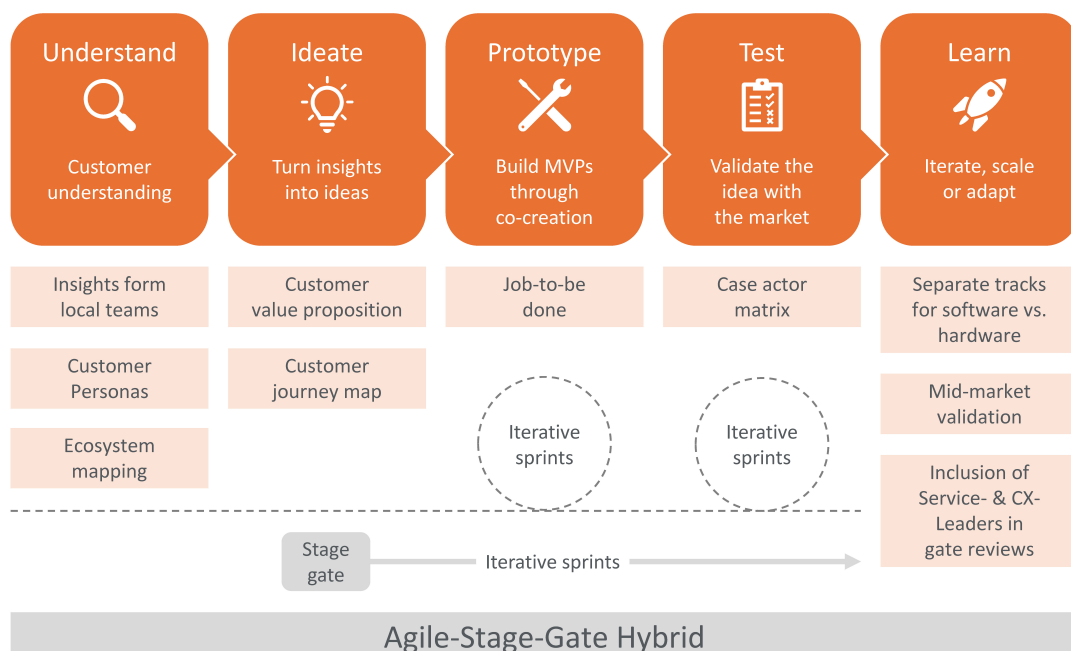 Understand
Customer
understanding
Ideate
Turn insights
into ideas
Prototype
Build MVPs
through
co-creation
Test
Validate the
idea with
the market
Learn
Iterate, scale
or adapt
Insights form
local teams
Customer
Personas
Ecosystem
mapping
Customer
value proposition
Customer
journey map
Job-to-be
done
Iterative
sprints
Case actor
matrix
Iterative
sprints
Separate tracks
for software vs.
hardware
Mid-market
validation
Inclusion of
Service- & CX-
Leaders in
gate reviews
Stage
gate
Iterative sprints
Agile-Stage-Gate Hybrid